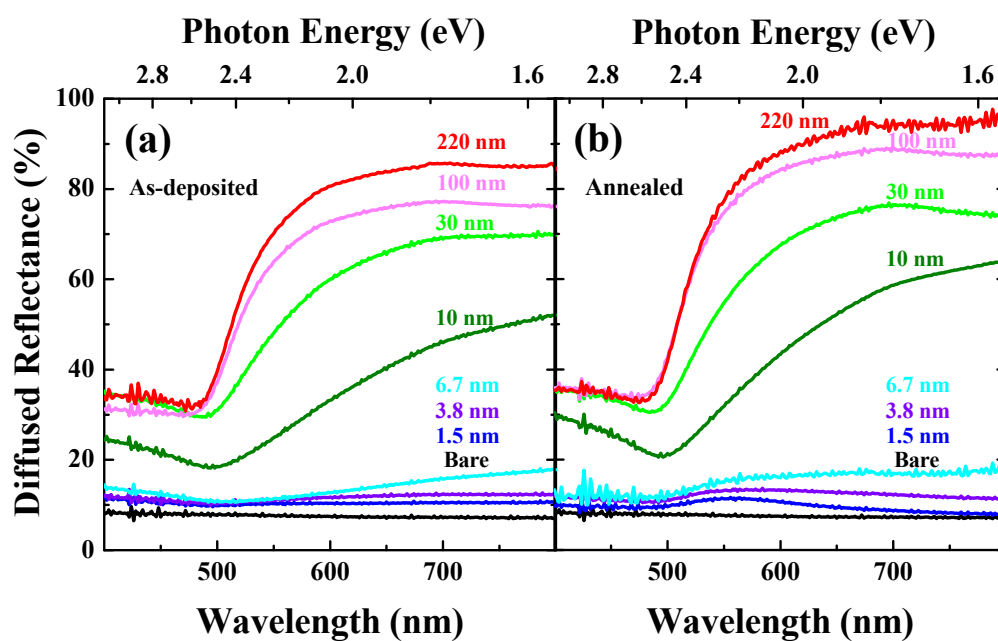 Photon Energy (eV)
Photon Energy (eV)
2.8 2.4 2.0 1.6
2.8 2.4 2.0 1.6
Diffused Reflectance (%)
100
80
60
40
20
0
(a)
As-deposited
220 nm
100 nm
30 nm
10 nm
6.7 nm
3.8 nm
1.5 nm
Bare
(b)
Annealed
220 nm
100 nm
30 nm
10 nm
6.7 nm
3.8 nm
1.5 nm
Bare
500 600 700
500 600 700
Wavelength (nm)
Wavelength (nm)